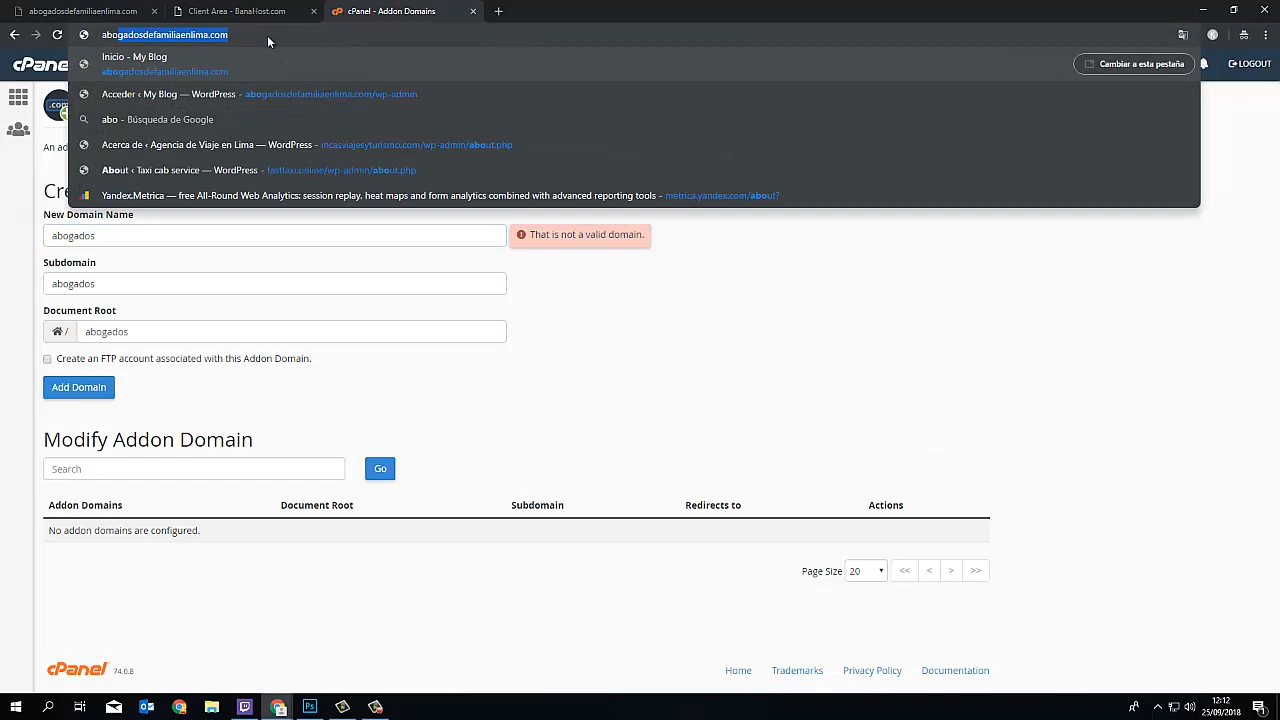 abogadosdefamiliaenlima.com
Client Area - BanaHost.com
cPanel - Addon Domains
abogadosdefamiliaenlima.com
cPanel
Inicio - My Blog
abogadosdefamiliaenlima.com
Cambiar a esta pestaña
LOGOUT
Acceder ‹ My Blog — WordPress - abogadosdefamiliaenlima.com/wp-admin
.com
abo - Búsqueda de Google
An ad
Acerca de ‹ Agencia de Viaje en Lima — WordPress - incasviajesyturismo.com/wp-admin/about.php
About ‹ Taxi cab service — WordPress - fasttaxi.online/wp-admin/about.php
Cre
Yandex.Metrica — free All-Round Web Analytics: session replay, heat maps and form analytics combined with advanced reporting tools - metrica.yandex.com/about?
New Domain Name
abogados
That is not a valid domain.
Subdomain
abogados
Document Root
/ abogados
Create an FTP account associated with this Addon Domain.
Add Domain
Modify Addon Domain
Search Go
Addon Domains Document Root Subdomain Redirects to Actions
No addon domains are configured.
Page Size 20 << < > >>
cPanel 74.0.8 Home Trademarks Privacy Policy Documentation
12:12
25/09/2018